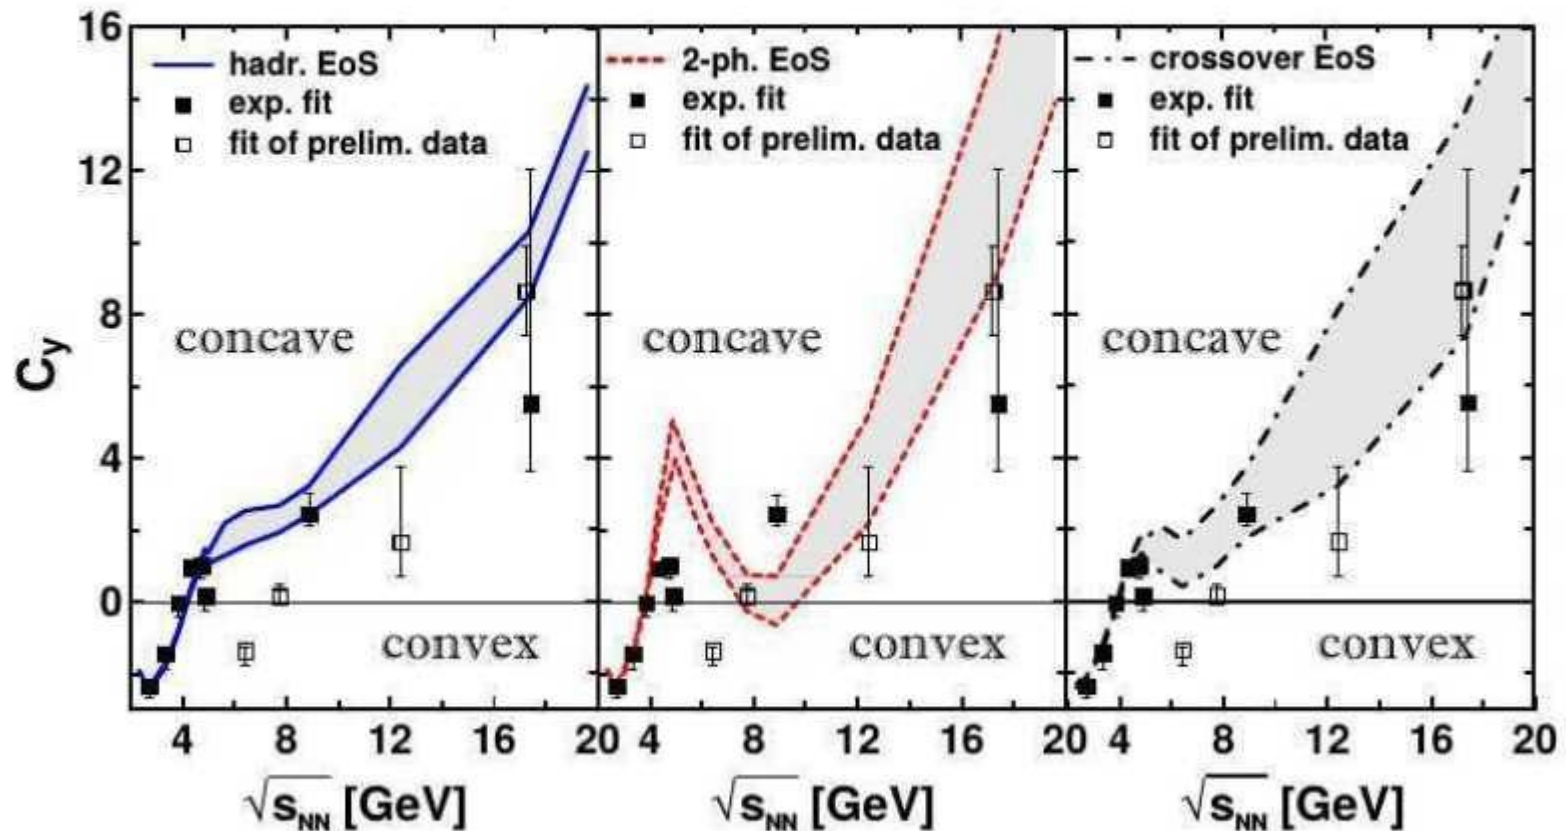 16
12
8
4
0
C_y
hadr. EoS
exp. fit
fit of prelim. data
concave
convex
4 8 12 16 20
√s_NN [GeV]
2-ph. EoS
exp. fit
fit of prelim. data
concave
convex
4 8 12 16 20
√s_NN [GeV]
crossover EoS
exp. fit
fit of prelim. data
concave
convex
4 8 12 16 20
√s_NN [GeV]